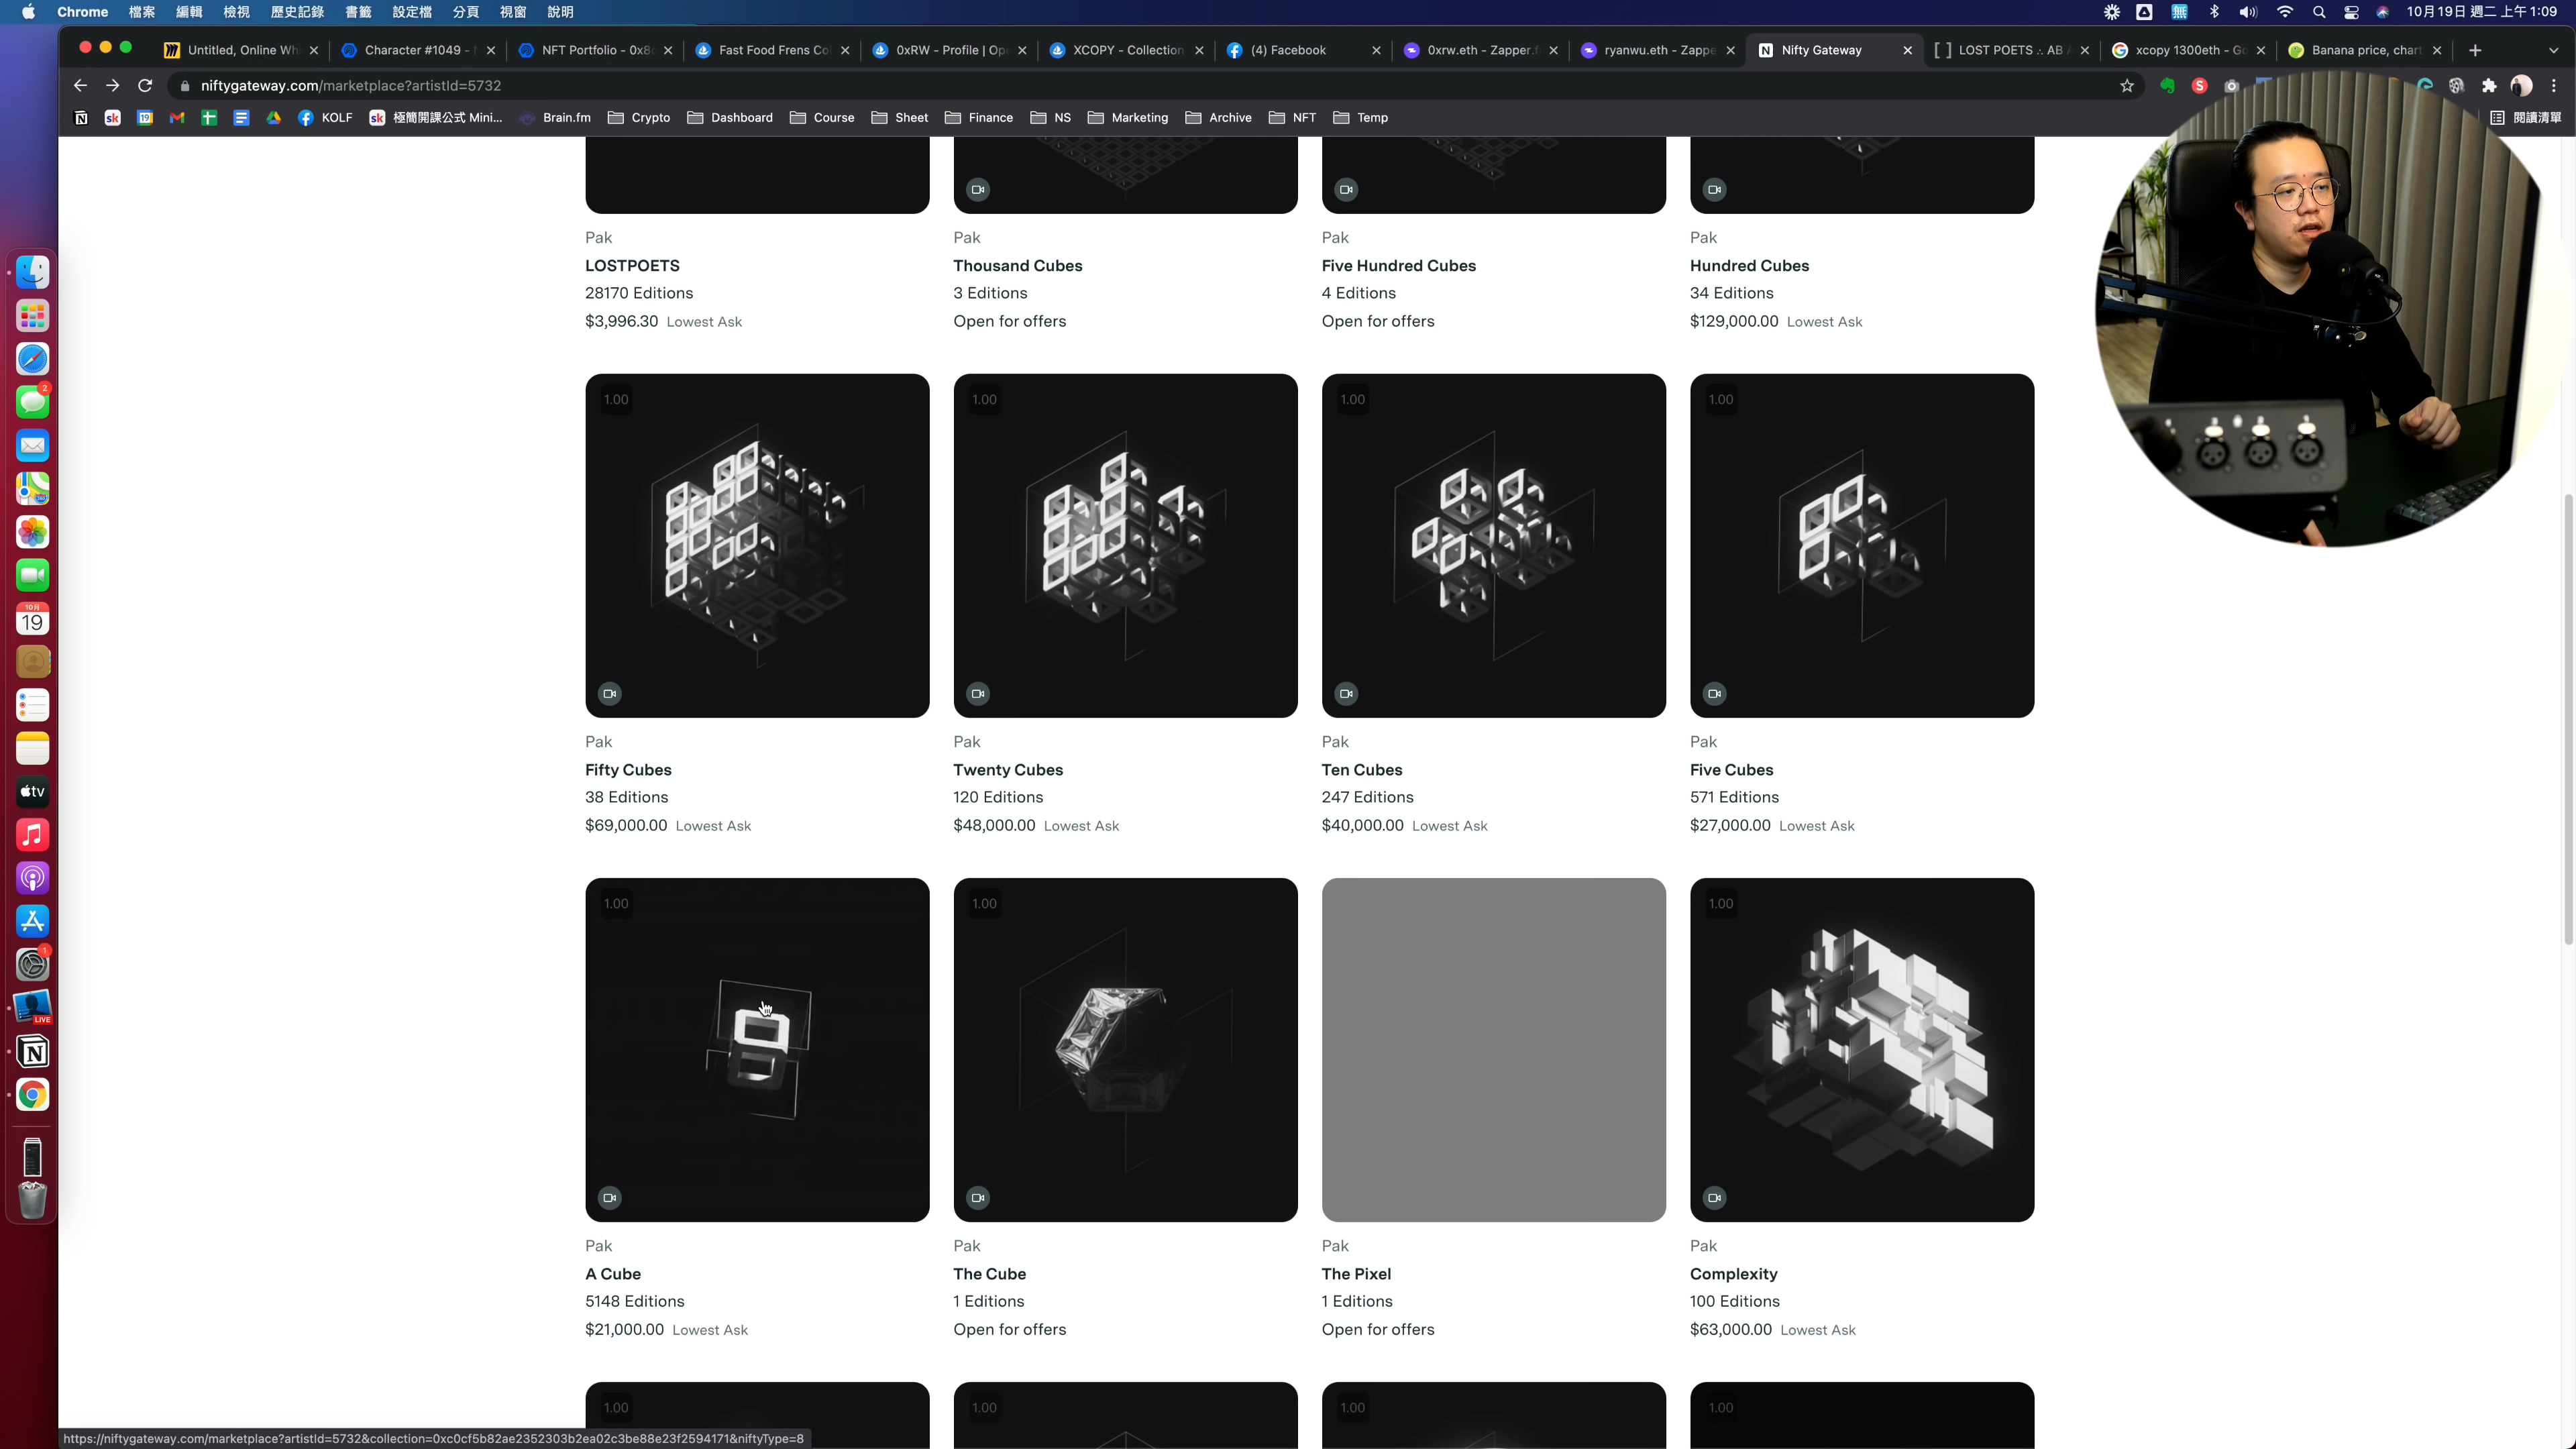 Chrome 檔案 編輯 檢視 歷史記錄 書籤 設定檔 分頁 視窗 說明 10月19日 週二 上午1:09
Untitled, Online Wh Character #1049 - NFT Portfolio - 0x8 Fast Food Frens Co 0xRW - Profile | Op XCOPY - Collection (4) Facebook 0xrw.eth - Zapper.f ryanwu.eth - Zappe Nifty Gateway LOST POETS .:. AB xcopy 1300eth - Go Banana price, chart
niftygateway.com/marketplace?artistId=5732
KOLF 極簡開課公式 Mini... Brain.fm Crypto Dashboard Course Sheet Finance NS Marketing Archive NFT Temp 閱讀清單
Pak Pak Pak Pak
LOSTPOETS Thousand Cubes Five Hundred Cubes Hundred Cubes
28170 Editions 3 Editions 4 Editions 34 Editions
$3,996.30 Lowest Ask Open for offers Open for offers $129,000.00 Lowest Ask
1.00 1.00 1.00 1.00
Pak Pak Pak Pak
Fifty Cubes Twenty Cubes Ten Cubes Five Cubes
38 Editions 120 Editions 247 Editions 571 Editions
$69,000.00 Lowest Ask $48,000.00 Lowest Ask $40,000.00 Lowest Ask $27,000.00 Lowest Ask
1.00 1.00 1.00
Pak Pak Pak Pak
A Cube The Cube The Pixel Complexity
5148 Editions 1 Editions 1 Editions 100 Editions
$21,000.00 Lowest Ask Open for offers Open for offers $63,000.00 Lowest Ask
1.00 1.00 1.00 1.00
https://niftygateway.com/marketplace?artistId=5732&collection=0xc0cf5b82ae2352303b2ea02c3be88e23f2594171&niftyType=8
2
10月
19
tv
1
LIVE